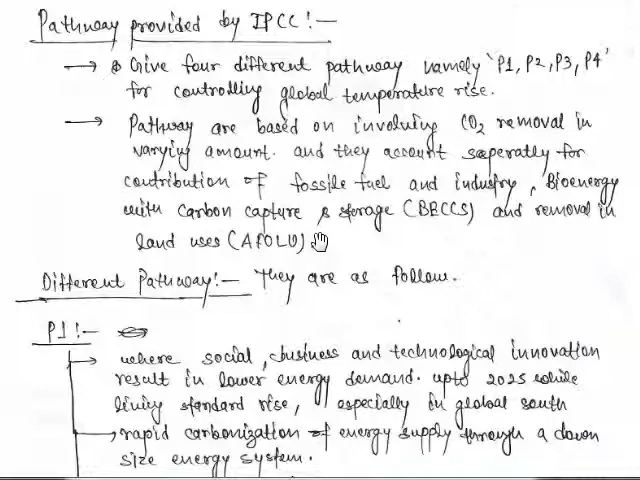 Pathway provided by IPCC!-
→ Give four different pathway namely 'P1, P2, P3, P4'
for controlling global temperature rise.
→ Pathway are based on involving CO2 removal in
varying amount. and they account seperatly for
contribution of fossile fuel and industry, Bioenergy
with carbon capture & storage (BECCS) and removal in
land uses (AFOLU)
Different Pathway!- They are as follow.
P1!-
→ where social, business and technological innovation
result in lower energy demand. upto 2025 while
living standard rise, especially in global south
→ rapid carbonization of energy supply through a down
size energy system.